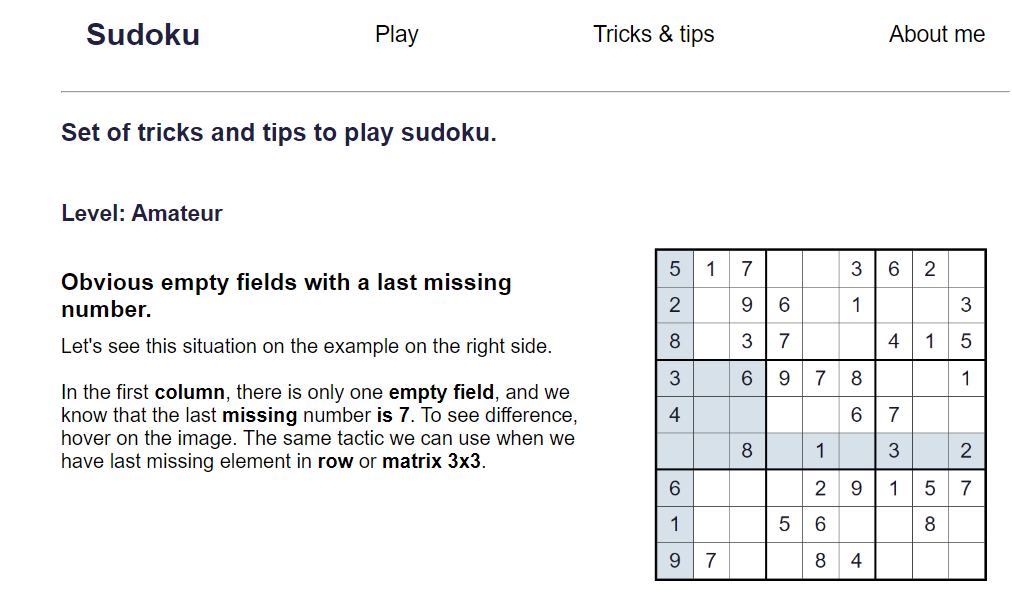 Sudoku Play Tricks & tips About me
Set of tricks and tips to play sudoku.
Level: Amateur
Obvious empty fields with a last missing
number.
Let's see this situation on the example on the right side.
In the first column, there is only one empty field, and we
know that the last missing number is 7. To see difference,
hover on the image. The same tactic we can use when we
have last missing element in row or matrix 3x3.
5 1 7 3 6 2
2 9 6 1 3
8 3 7 4 1 5
3 6 9 7 8 1
4 6 7
8 1 3 2
6 2 9 1 5 7
1 5 6 8
9 7 8 4